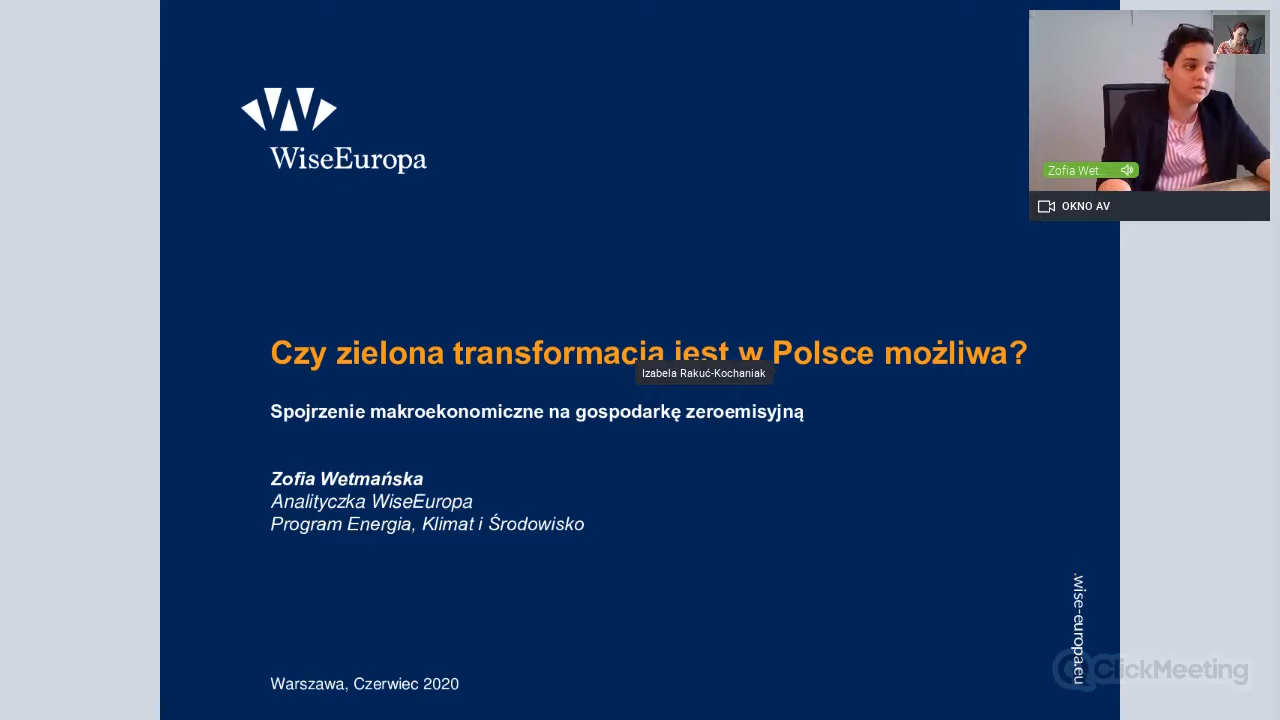 WiseEuropa
Zofia Wet...
OKNO AV
Czy zielona transformacja jest w Polsce możliwa?
Izabela Rakuć-Kochaniak
Spojrzenie makroekonomiczne na gospodarkę zeroemisyjną
Zofia Wetmańska
Analityczka WiseEuropa
Program Energia, Klimat i Środowisko
.wise-europa.eu
ClickMeeting
Warszawa, Czerwiec 2020